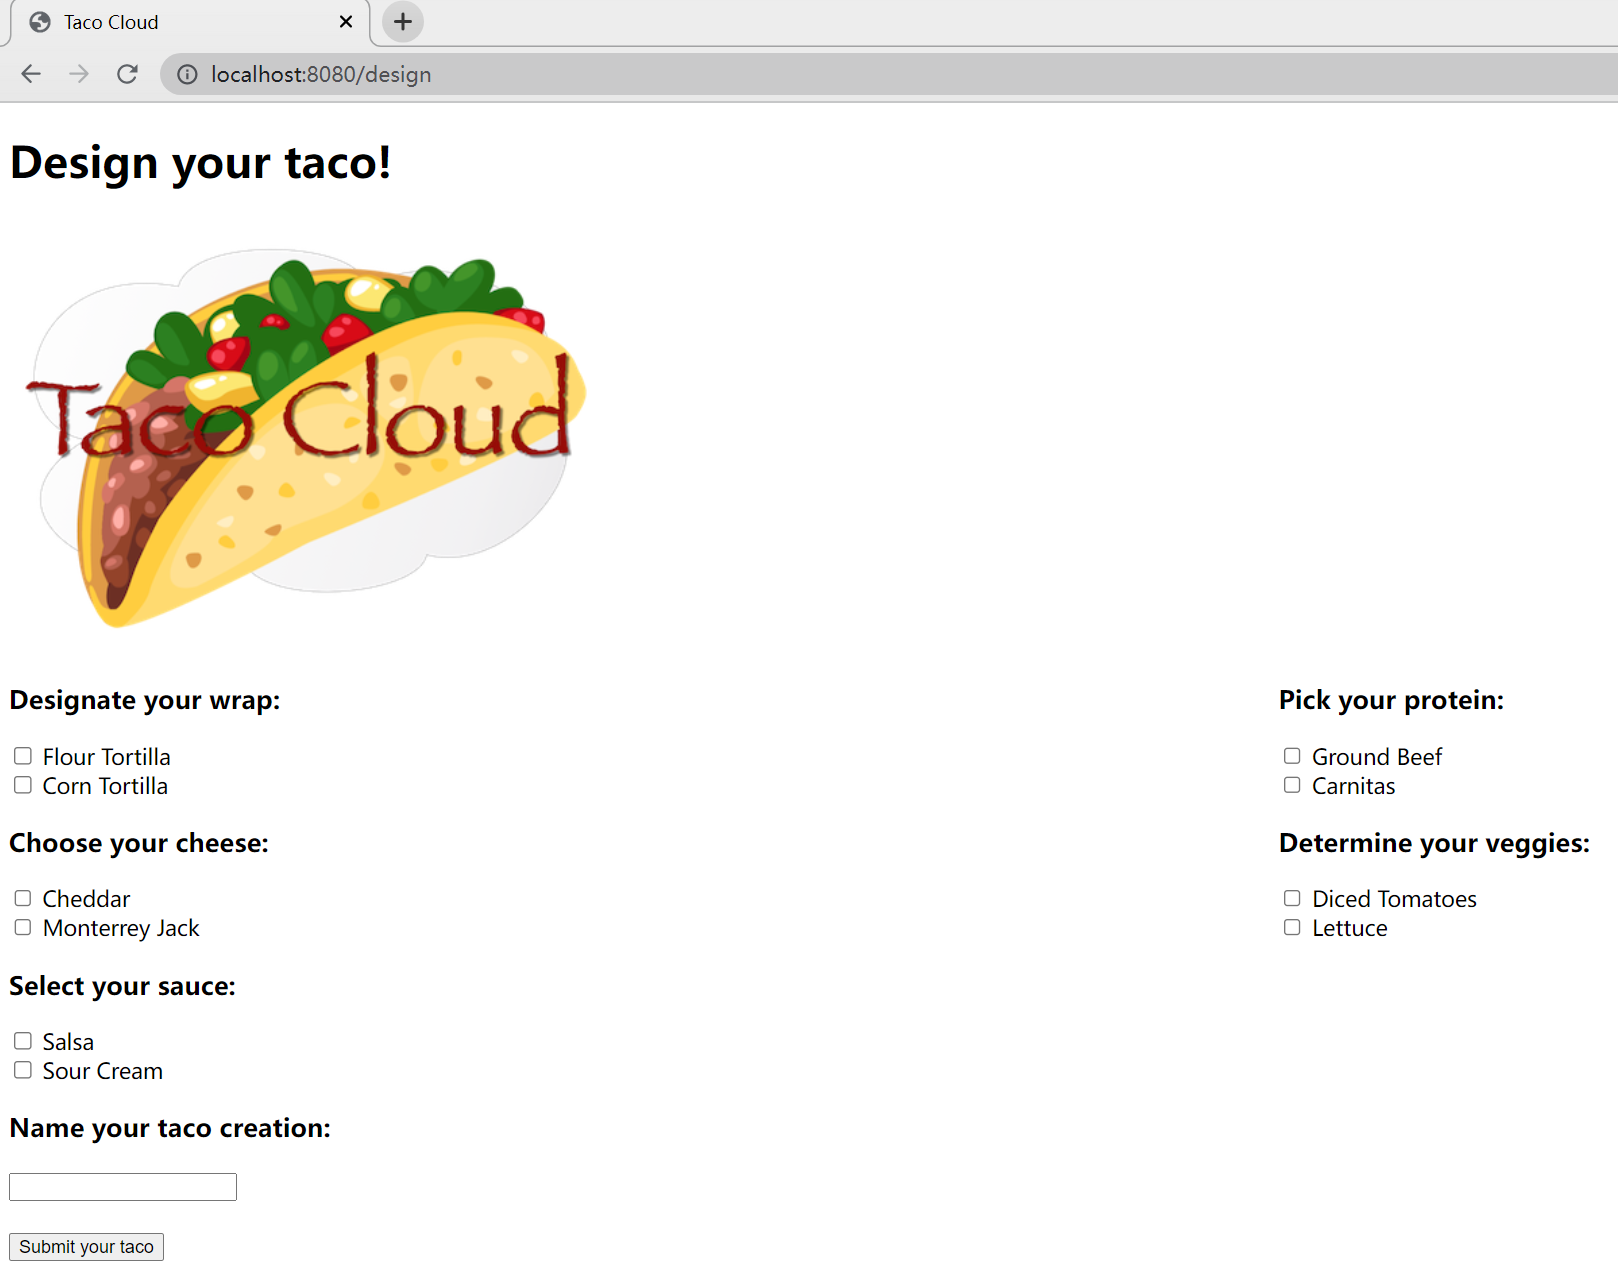 Taco Cloud
localhost:8080/design
Design your taco!
Taco Cloud
Designate your wrap:
Flour Tortilla
Corn Tortilla
Pick your protein:
Ground Beef
Carnitas
Choose your cheese:
Cheddar
Monterrey Jack
Determine your veggies:
Diced Tomatoes
Lettuce
Select your sauce:
Salsa
Sour Cream
Name your taco creation:
Submit your taco